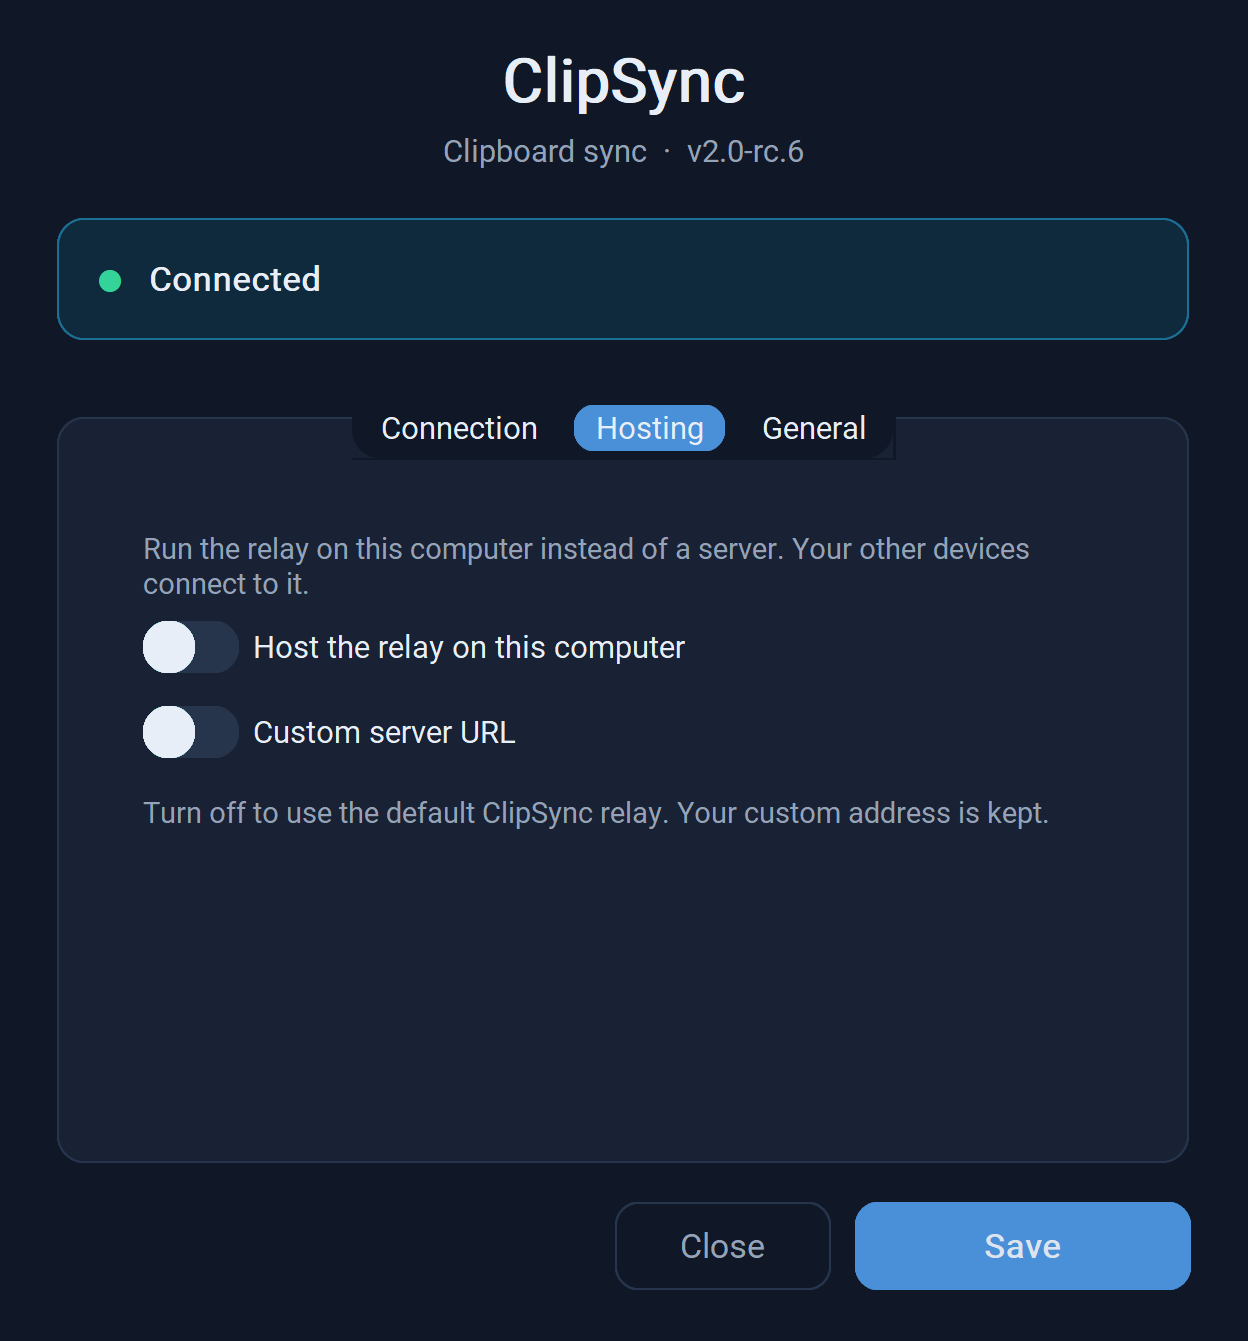 ClipSync
Clipboard sync · v2.0-rc.6
Connected
Connection Hosting General
Run the relay on this computer instead of a server. Your other devices
connect to it.
Host the relay on this computer
Custom server URL
Turn off to use the default ClipSync relay. Your custom address is kept.
Close Save